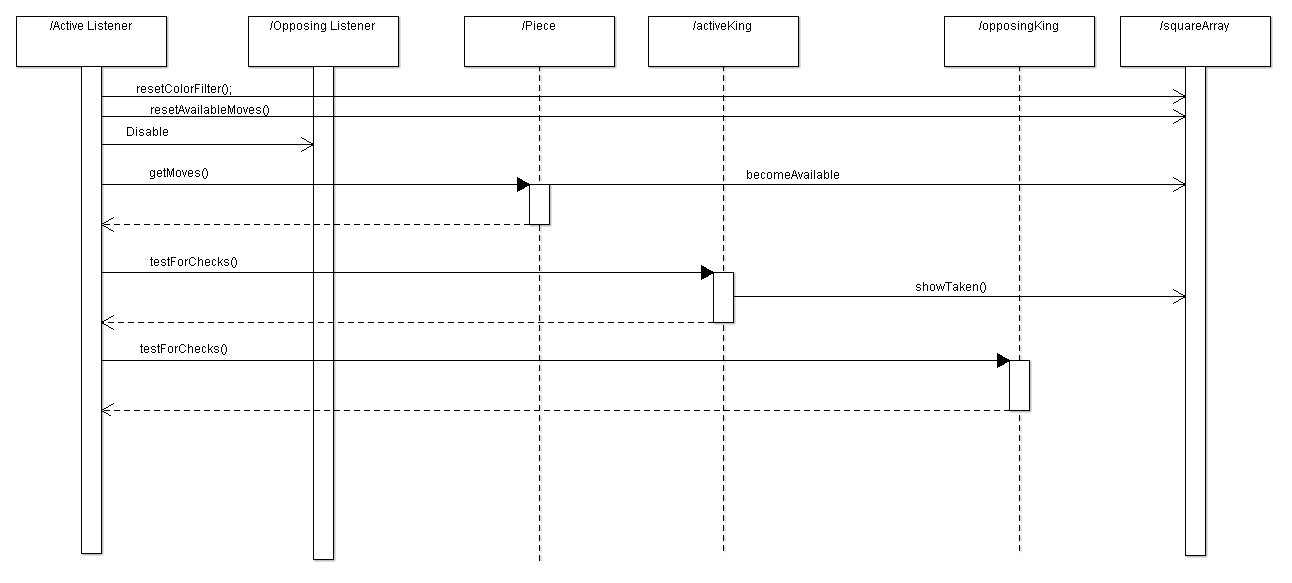 /Active Listener
/Opposing Listener
/Piece
/activeKing
/opposingKing
/squareArray
resetColorFilter();
resetAvailableMoves()
Disable
getMoves()
becomeAvailable
testForChecks()
showTaken()
testForChecks()